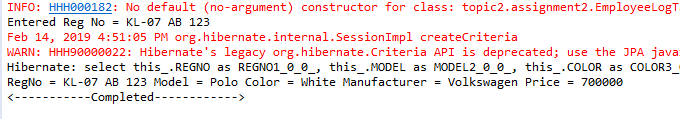 INFO: HHH000182: No default (no-argument) constructor for class: topic2.assignment2.EmployeeLogT
Entered Reg No = KL-07 AB 123
Feb 14, 2019 4:51:05 PM org.hibernate.internal.SessionImpl createCriteria
WARN: HHH90000022: Hibernate's legacy org.hibernate.Criteria API is deprecated; use the JPA java
Hibernate: select this_.REGNO as REGNO1_0_0_, this_.MODEL as MODEL2_0_0_, this_.COLOR as COLOR3_
RegNo = KL-07 AB 123 Model = Polo Color = White Manufacturer = Volkswagen Price = 700000
<-----------Completed------------>